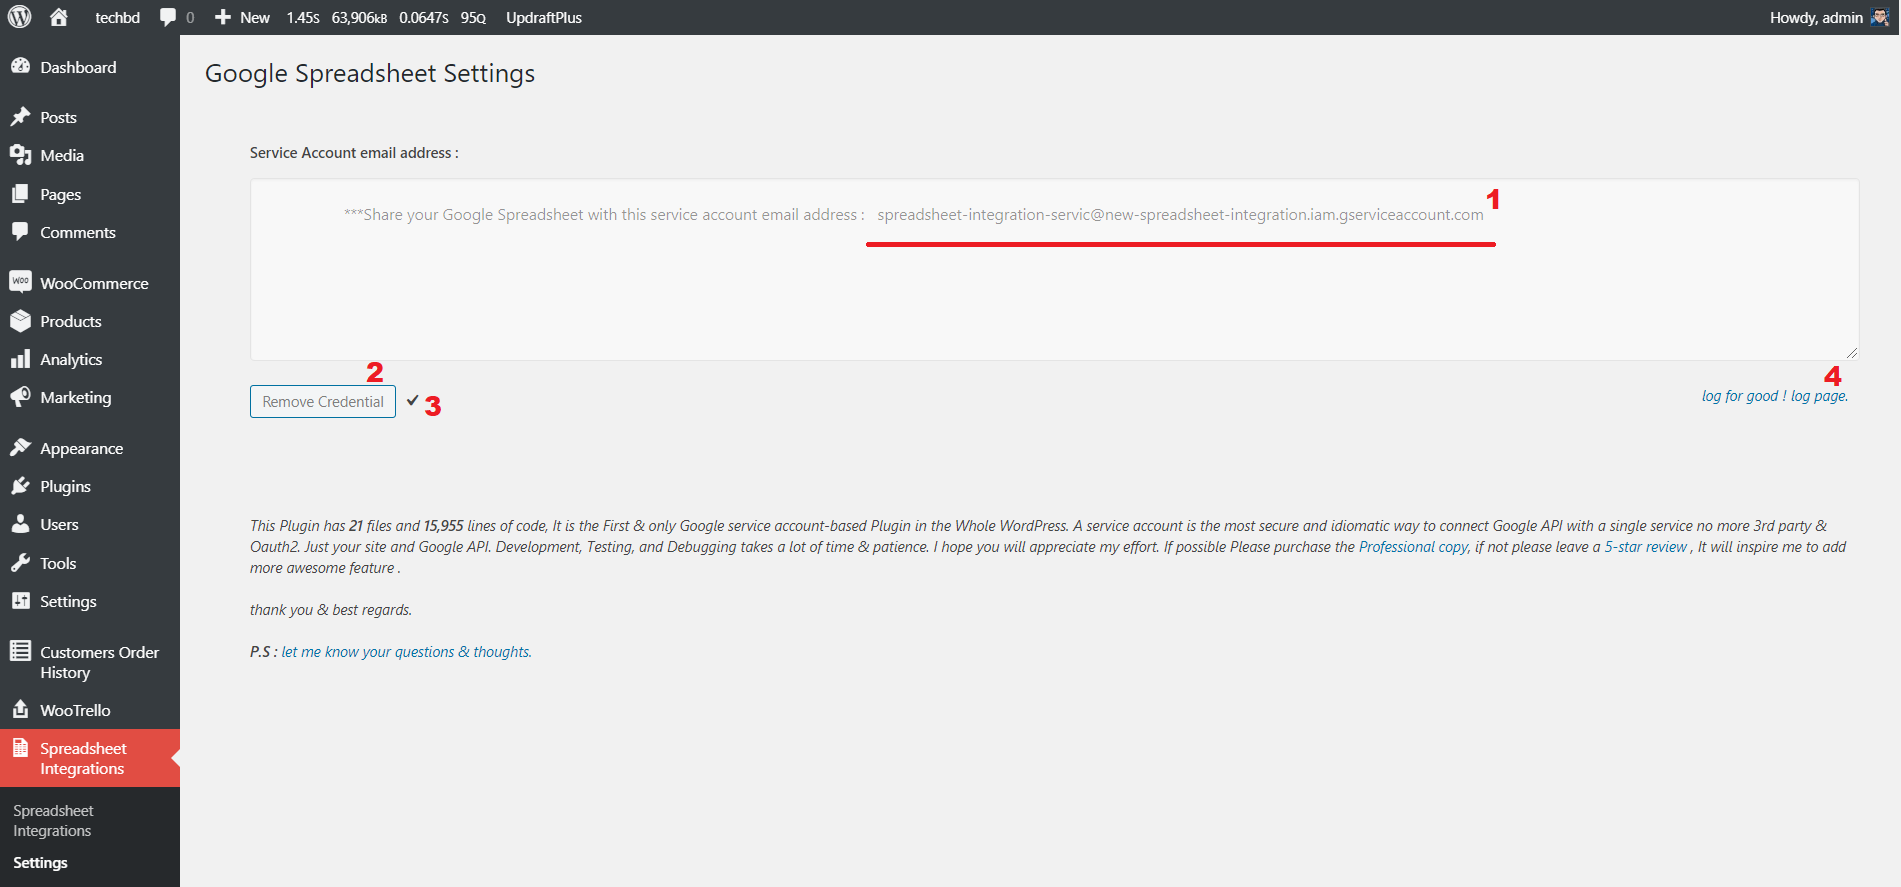 techbd 0 New 1.45s 63,906kB 0.0647s 95Q UpdraftPlus Howdy, admin
Dashboard
Posts
Media
Pages
Comments
Woo WooCommerce
Products
Analytics
Marketing
Appearance
Plugins
Users
Tools
Settings
Customers Order
History
WooTrello
Spreadsheet
Integrations
Spreadsheet
Integrations
Settings
Google Spreadsheet Settings
Service Account email address :
***Share your Google Spreadsheet with this service account email address : spreadsheet-integration-servic@new-spreadsheet-integration.iam.gserviceaccount.com 1
2
Remove Credential ✔ 3
4
log for good ! log page.
This Plugin has 21 files and 15,955 lines of code, It is the First & only Google service account-based Plugin in the Whole WordPress. A service account is the most secure and idiomatic way to connect Google API with a single service no more 3rd party &
Oauth2. Just your site and Google API. Development, Testing, and Debugging takes a lot of time & patience. I hope you will appreciate my effort. If possible Please purchase the Professional copy, if not please leave a 5-star review , It will inspire me to add
more awesome feature .
thank you & best regards.
P.S : let me know your questions & thoughts.